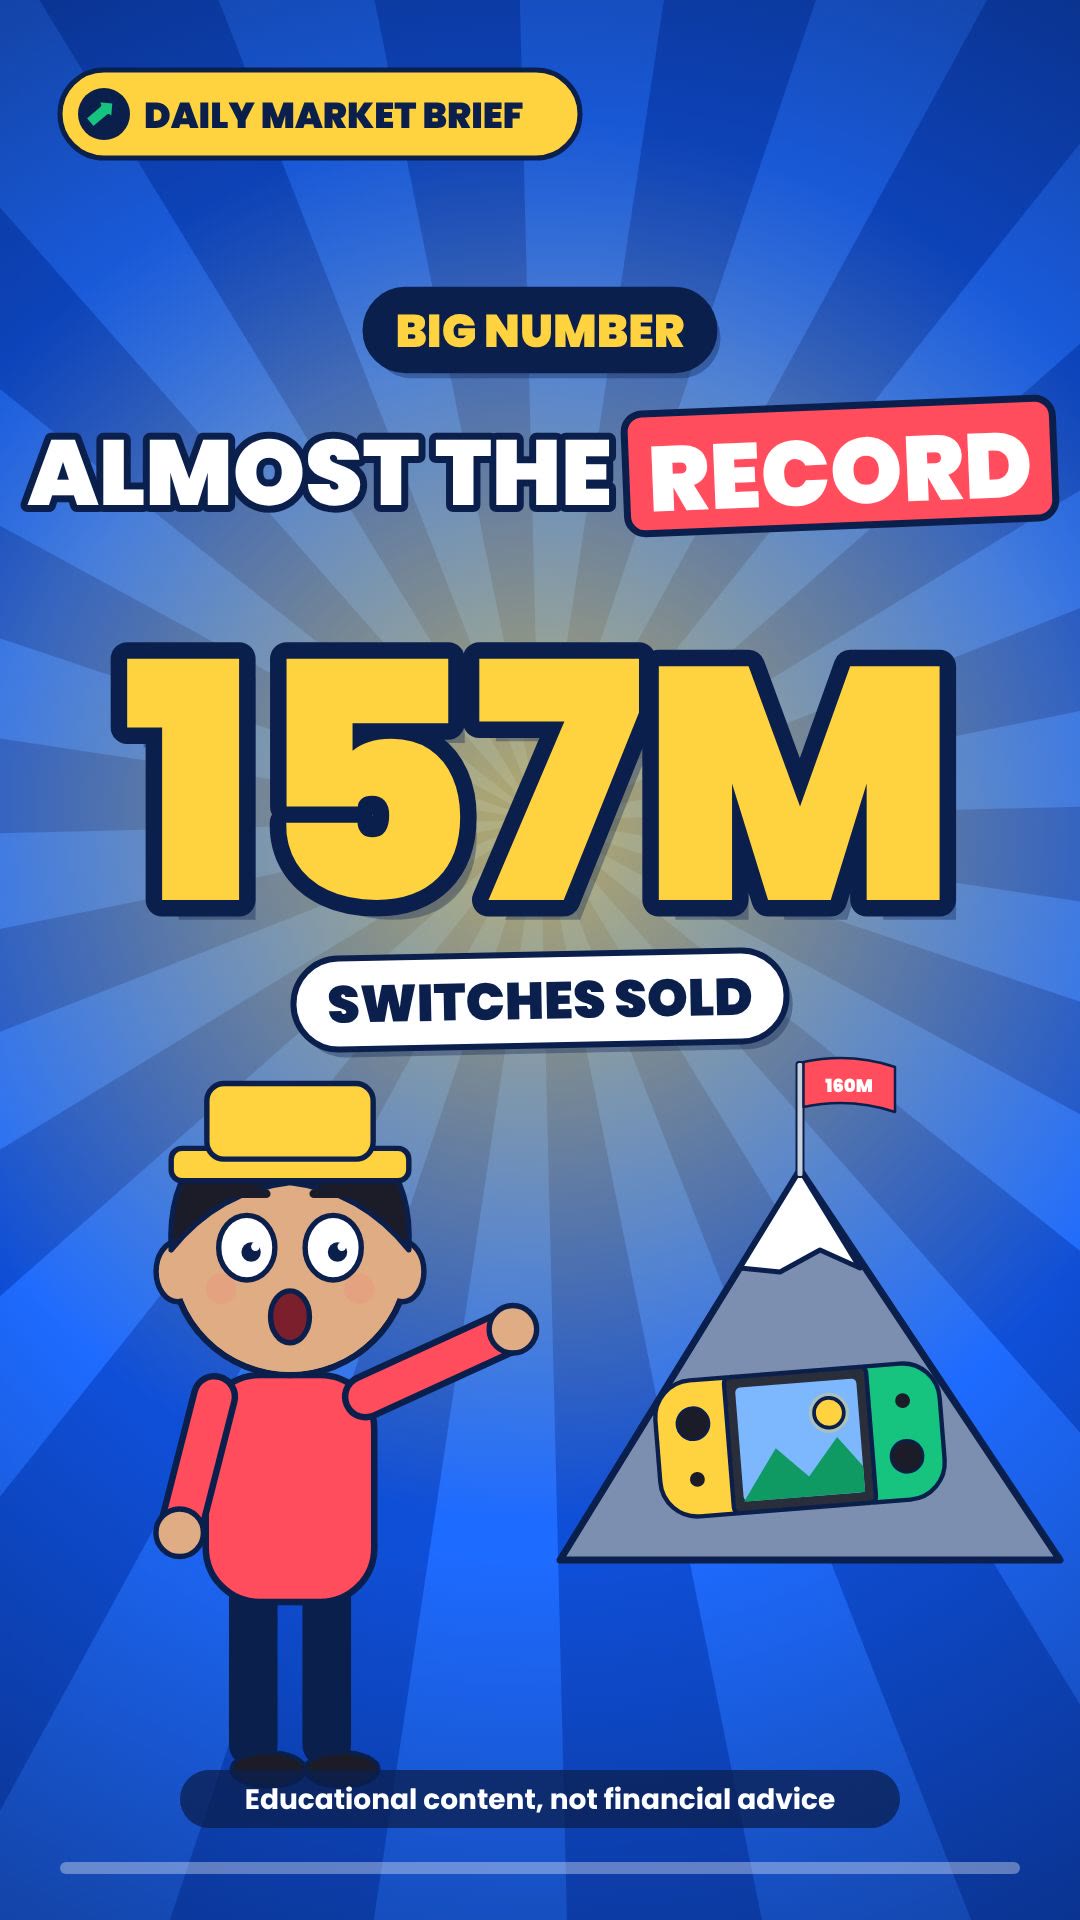 DAILY MARKET BRIEF
BIG NUMBER
ALMOST THE RECORD
157M
SWITCHES SOLD
160M
Educational content, not financial advice